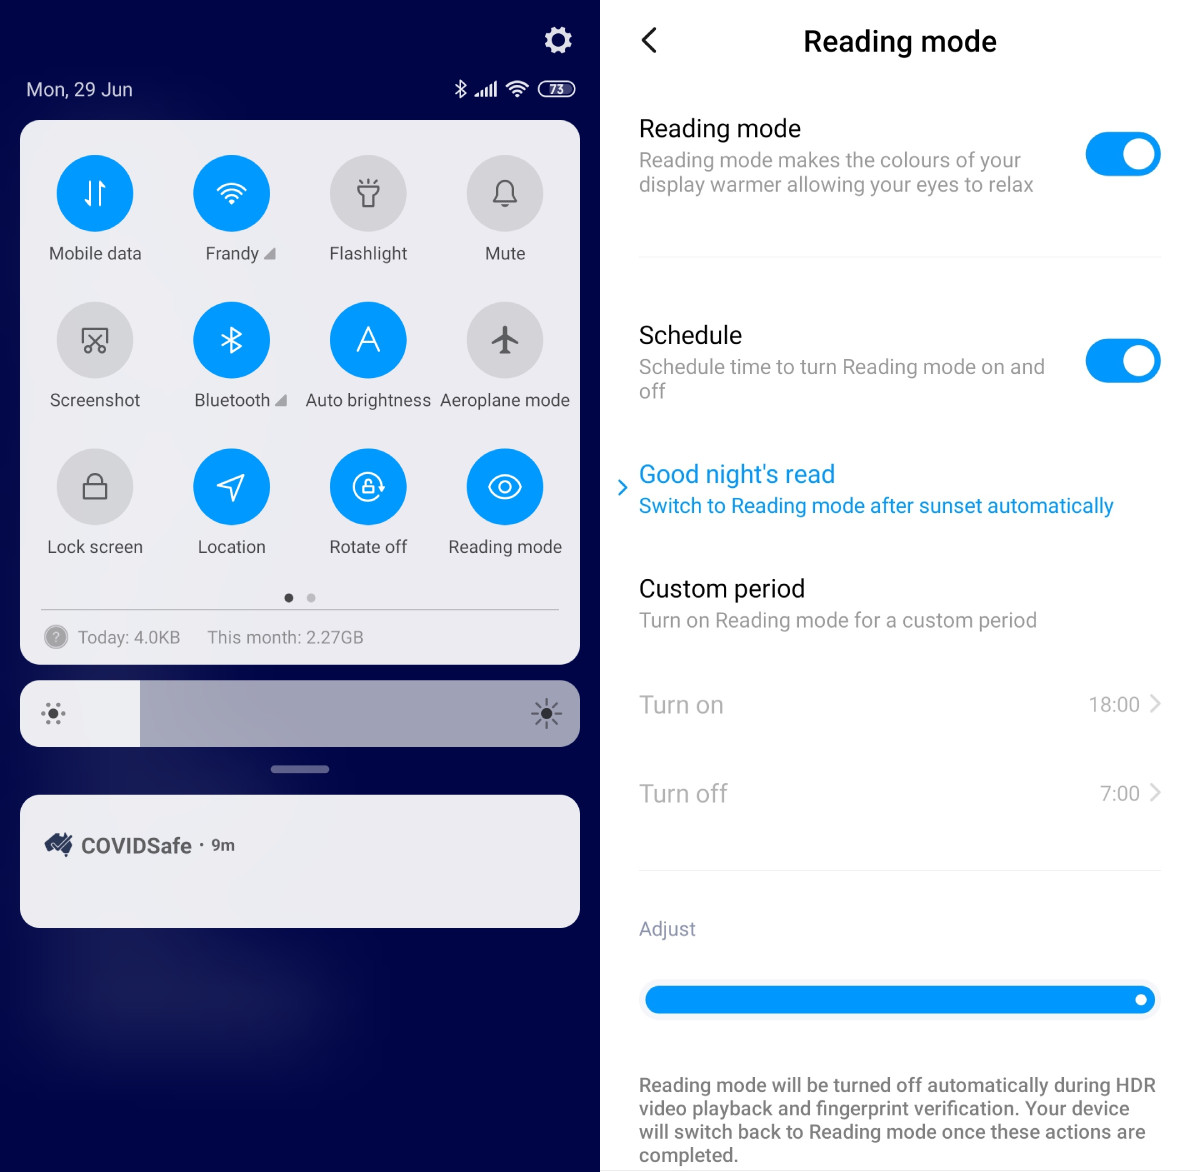 Mon, 29 Jun
73
Mobile data
Frandy
Flashlight
Mute
Screenshot
Bluetooth
A
Auto brightness
Aeroplane mode
Lock screen
Location
Rotate off
Reading mode
? Today: 4.0KB This month: 2.27GB
COVIDSafe · 9m
Reading mode
Reading mode
Reading mode makes the colours of your
display warmer allowing your eyes to relax
Schedule
Schedule time to turn Reading mode on and
off
Good night's read
Switch to Reading mode after sunset automatically
Custom period
Turn on Reading mode for a custom period
Turn on 18:00
Turn off 7:00
Adjust
Reading mode will be turned off automatically during HDR
video playback and fingerprint verification. Your device
will switch back to Reading mode once these actions are
completed.